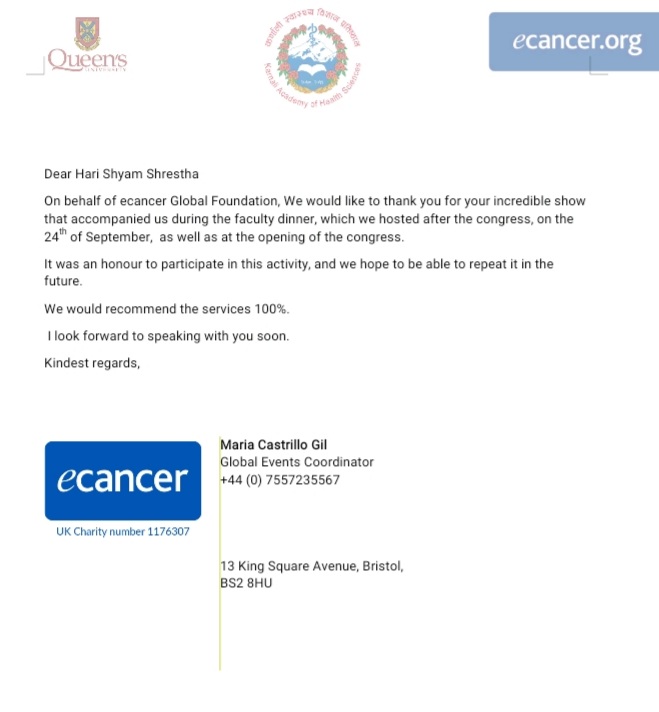 Queen's
UNIVERSITY
कर्णाली स्वास्थ्य विज्ञान प्रतिष्ठान
Karnali Academy of Health Sciences
ecancer.org
Dear Hari Shyam Shrestha
On behalf of ecancer Global Foundation, We would like to thank you for your incredible show
that accompanied us during the faculty dinner, which we hosted after the congress, on the
24th of September, as well as at the opening of the congress.
It was an honour to participate in this activity, and we hope to be able to repeat it in the
future.
We would recommend the services 100%.
I look forward to speaking with you soon.
Kindest regards,
ecancer
UK Charity number 1176307
Maria Castrillo Gil
Global Events Coordinator
+44 (0) 7557235567
13 King Square Avenue, Bristol,
BS2 8HU